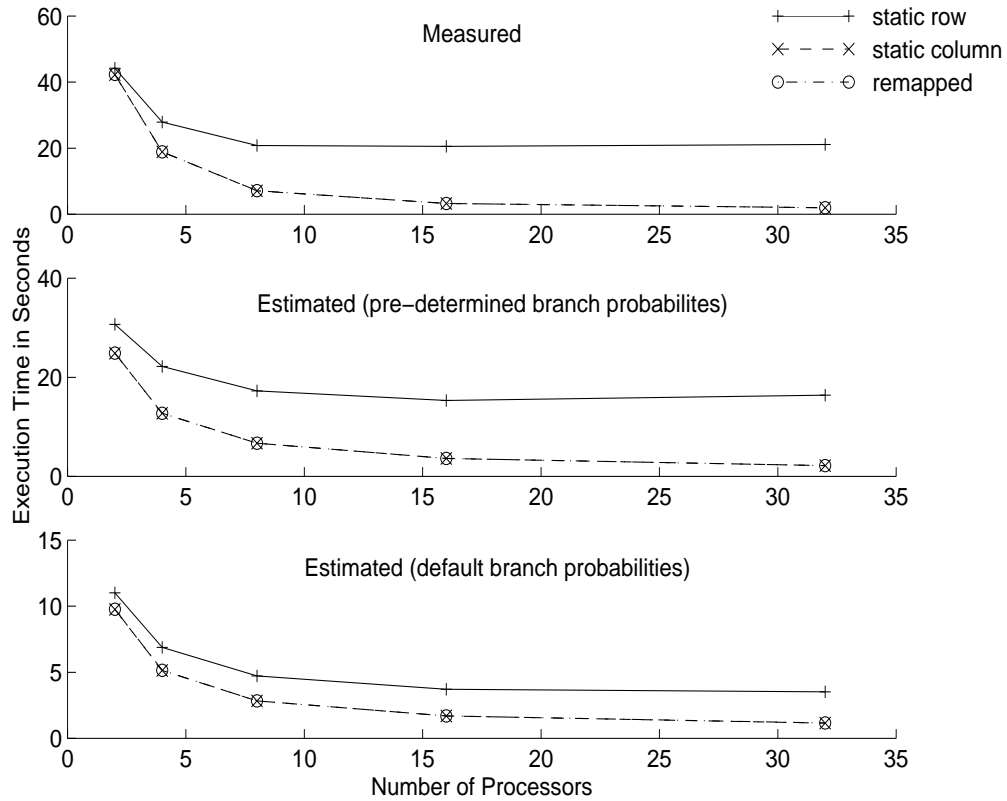 Measured
static row
static column
remapped
60
40
20
0
0 5 10 15 20 25 30 35
Execution Time in Seconds
Estimated (pre−determined branch probabilites)
40
20
0
0 5 10 15 20 25 30 35
Estimated (default branch probabilities)
15
10
5
0
0 5 10 15 20 25 30 35
Number of Processors